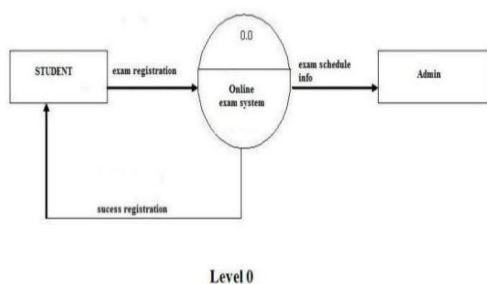 0.0
STUDENT
exam registration
Online
exam system
exam schedule
info
Admin
sucess registration
Level 0